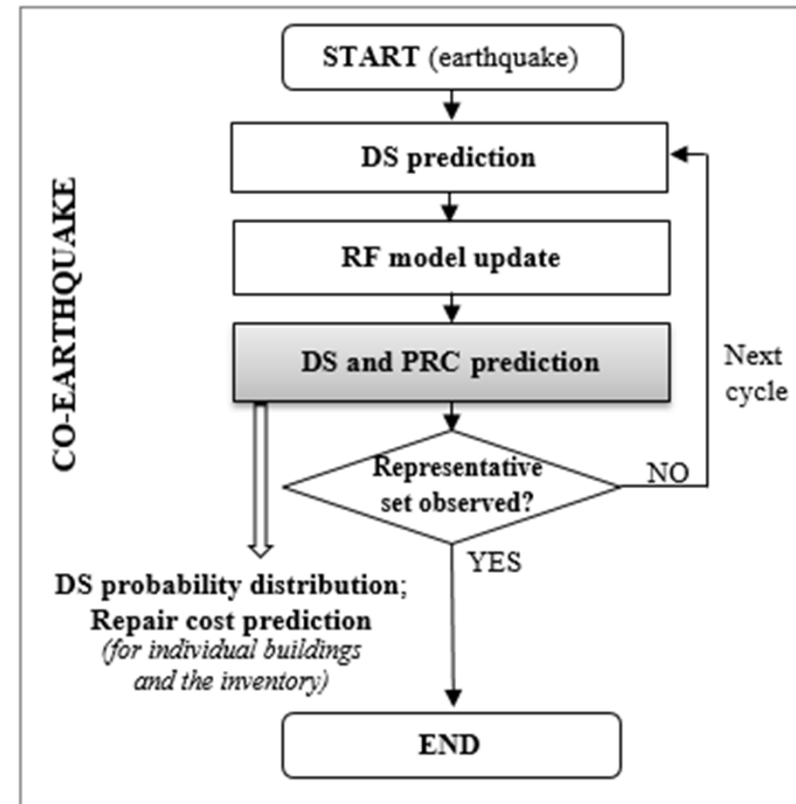 START (earthquake)
DS prediction
RF model update
DS and PRC prediction
Next
cycle
Representative
set observed?
NO
YES
DS probability distribution;
Repair cost prediction
(for individual buildings
and the inventory)
END
CO-EARTHQUAKE